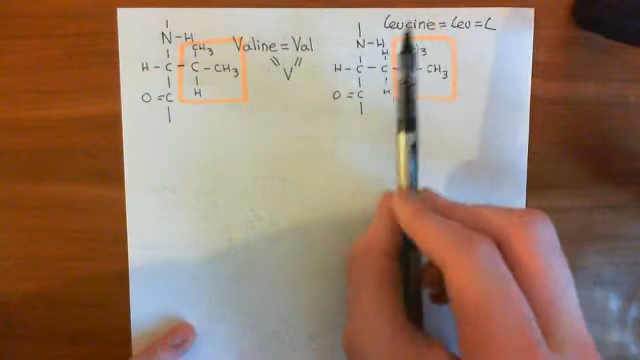 Valine = Val
V
N-H
CH3
H-C-C-CH3
H
O=C
Leucine = Leu = L
N-H
H
H-C-C
CH3
H
O=C